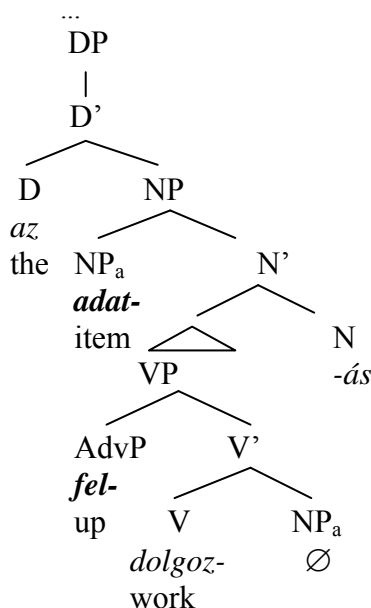 ...
DP
D'
D NP
az
the NPa N'
adat-
item N
VP -ás
AdvP V'
fel-
up V NPa
dolgoz- ∅
work